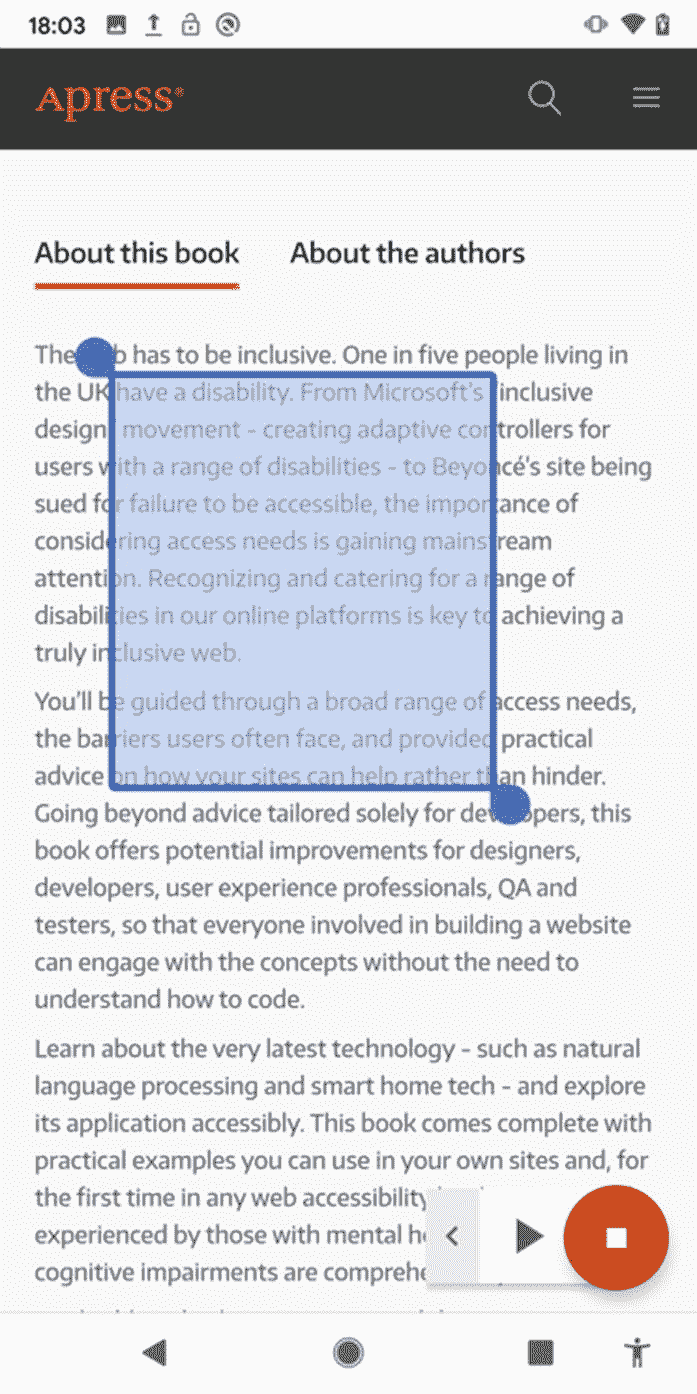 18:03
Apress®
About this book About the authors
The b has to be inclusive. One in five people living in
the UK have a disability. From Microsoft's 'inclusive
design' movement - creating adaptive controllers for
users with a range of disabilities - to Beyoncé's site being
sued for failure to be accessible, the importance of
considering access needs is gaining mainstream
attention. Recognizing and catering for a range of
disabilities in our online platforms is key to achieving a
truly inclusive web.
You'll be guided through a broad range of access needs,
the barriers users often face, and provided practical
advice on how your sites can help rather than hinder.
Going beyond advice tailored solely for developers, this
book offers potential improvements for designers,
developers, user experience professionals, QA and
testers, so that everyone involved in building a website
can engage with the concepts without the need to
understand how to code.
Learn about the very latest technology - such as natural
language processing and smart home tech - and explore
its application accessibly. This book comes complete with
practical examples you can use in your own sites and, for
the first time in any web accessibility
experienced by those with mental
cognitive impairments are